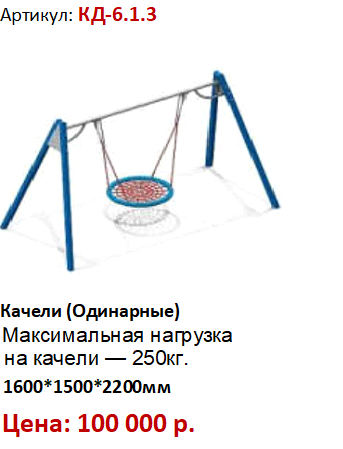 Артикул: КД-6.1.3
Качели (Одинарные)
Максимальная нагрузка
на качели — 250кг.
1600*1500*2200мм
Цена: 100 000 р.